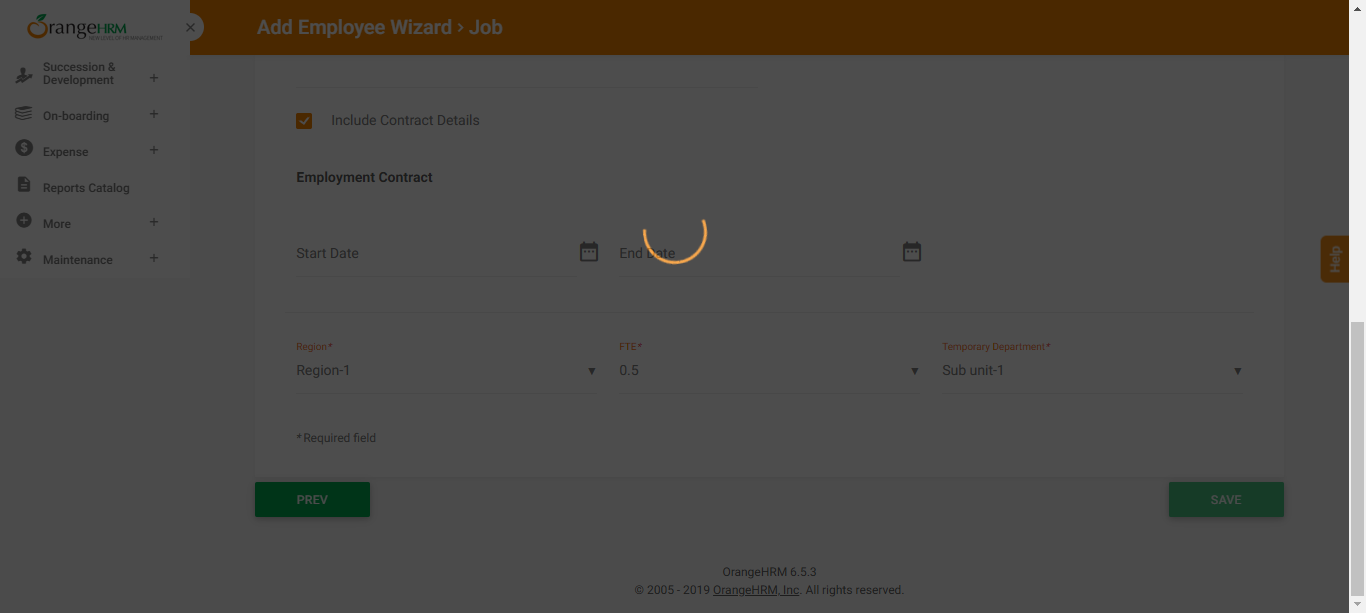 OrangeHRM
Add Employee Wizard › Job
Succession &
Development
On-boarding
Expense
Reports Catalog
More
Maintenance
Include Contract Details
Employment Contract
Start Date
End Date
Help
Region* FTE* Temporary Department*
Region-1 0.5 Sub unit-1
*Required field
PREV SAVE
OrangeHRM 6.5.3
© 2005 - 2019 OrangeHRM, Inc. All rights reserved.